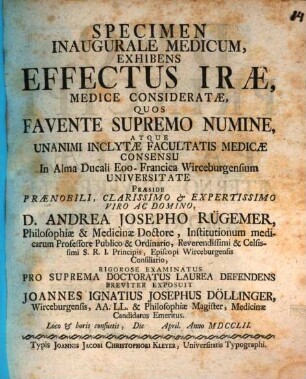 14
SPECIMEN
INAUGURALE MEDICUM,
EXHIBENS
EFFECTUS IRÆ,
MEDICE CONSIDERATÆ,
QUOS
FAVENTE SUPREMO NUMINE,
ATQUE
UNANIMI INCLYTÆ FACULTATIS MEDICÆ
CONSENSU
In Alma Ducali Eoo-Francica Wirceburgensium
UNIVERSITATE
PRÆSIDE
PRÆNOBILI, CLARISSIMO & EXPERTISSIMO
VIRO AC DOMINO,
D. ANDREA JOSEPHO RÜGEMER,
Philosophiæ & Medicinæ Doctore, Institutionum medi-
carum Professore Publico & Ordinario, Reverendissimi & Celsis-
simi S. R. I. Principis, Episcopi Wirceburgensis
Consiliario,
RIGOROSE EXAMINATUS
PRO SUPREMA DOCTORATUS LAUREA DEFENDENS
BREVITER EXPOSUIT
JOANNES IGNATIUS JOSEPHUS DÖLLINGER,
Wirceburgensis, AA. LL. & Philosophiæ Magister, Medicinæ
Candidatus Emeritus.
Loco & horis consuetis, Die April. Anno MDCCLII.
Typis JOANNIS JACOBI CHRISTOPHORI KLEYER, Universitatis Typographi.